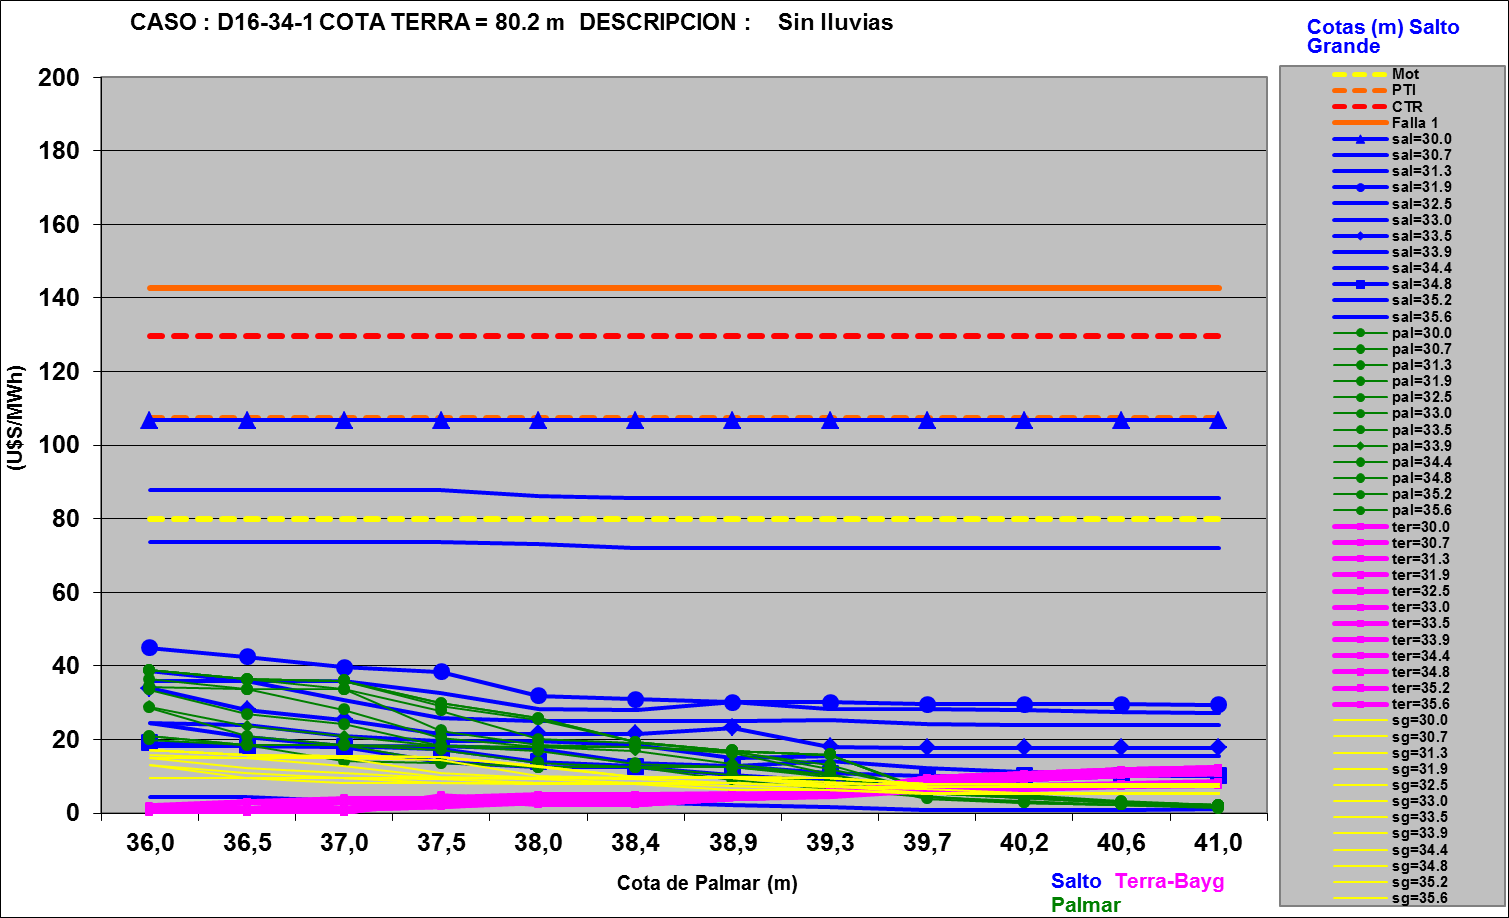 CASO : D16-34-1 COTA TERRA = 80.2 m DESCRIPCION : Sin lluvias
Cotas (m) Salto
Grande
200
180
160
140
120
100
80
60
40
20
0
(U$s/MWh)
36,0 36,5 37,0 37,5 38,0 38,4 38,9 39,3 39,7 40,2 40,6 41,0
Cota de Palmar (m)
Salto Terra-Bayg
Palmar
Mot
PTI
CTR
Falla 1
sal=30.0
sal=30.7
sal=31.3
sal=31.9
sal=32.5
sal=33.0
sal=33.5
sal=33.9
sal=34.4
sal=34.8
sal=35.2
sal=35.6
pal=30.0
pal=30.7
pal=31.3
pal=31.9
pal=32.5
pal=33.0
pal=33.5
pal=33.9
pal=34.4
pal=34.8
pal=35.2
pal=35.6
ter=30.0
ter=30.7
ter=31.3
ter=31.9
ter=32.5
ter=33.0
ter=33.5
ter=33.9
ter=34.4
ter=34.8
ter=35.2
ter=35.6
sg=30.0
sg=30.7
sg=31.3
sg=31.9
sg=32.5
sg=33.0
sg=33.5
sg=33.9
sg=34.4
sg=34.8
sg=35.2
sg=35.6